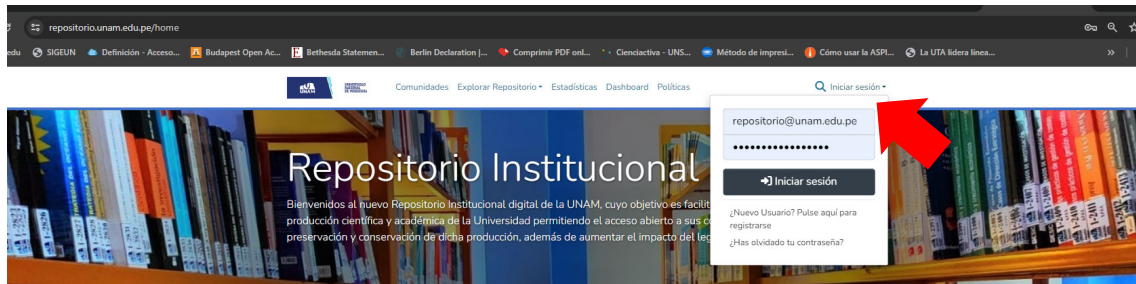 repositorio.unam.edu.pe/home
edu SIGEUN Definición - Acceso... Budapest Open Ac... Bethesda Statemen... Berlin Declaration |... Comprimir PDF onl... Cienciactiva - UNS... Método de impresi... Cómo usar la ASPI... La UTA lidera línea... »
UNAM UNIVERSIDAD NACIONAL DE MOQUEGUA Comunidades Explorar Repositorio Estadísticas Dashboard Políticas Iniciar sesión
repositorio@unam.edu.pe
•••••••••••••••••
Iniciar sesión
¿Nuevo Usuario? Pulse aquí para
registrarse
¿Has olvidado tu contraseña?
Repositorio Institucional
Bienvenidos al nuevo Repositorio Institucional digital de la UNAM, cuyo objetivo es facilit
producción científica y académica de la Universidad permitiendo el acceso abierto a sus co
preservación y conservación de dicha producción, además de aumentar el impacto del leg